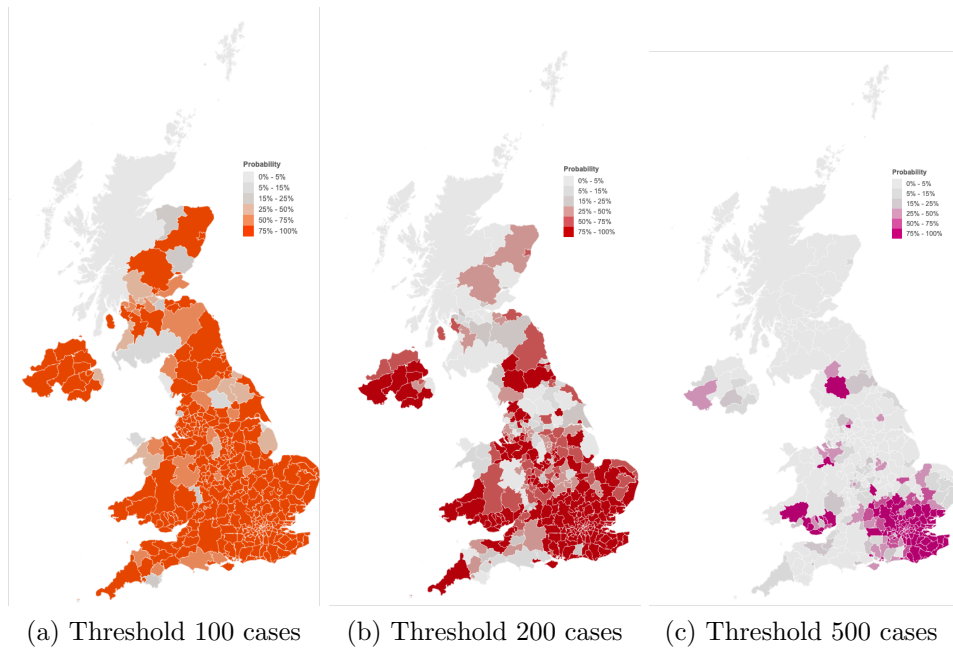 Probability
0% - 5%
5% - 15%
15% - 25%
25% - 50%
50% - 75%
75% - 100%
Probability
0% - 5%
5% - 15%
15% - 25%
25% - 50%
50% - 75%
75% - 100%
Probability
0% - 5%
5% - 15%
15% - 25%
25% - 50%
50% - 75%
75% - 100%
(a) Threshold 100 cases
(b) Threshold 200 cases
(c) Threshold 500 cases